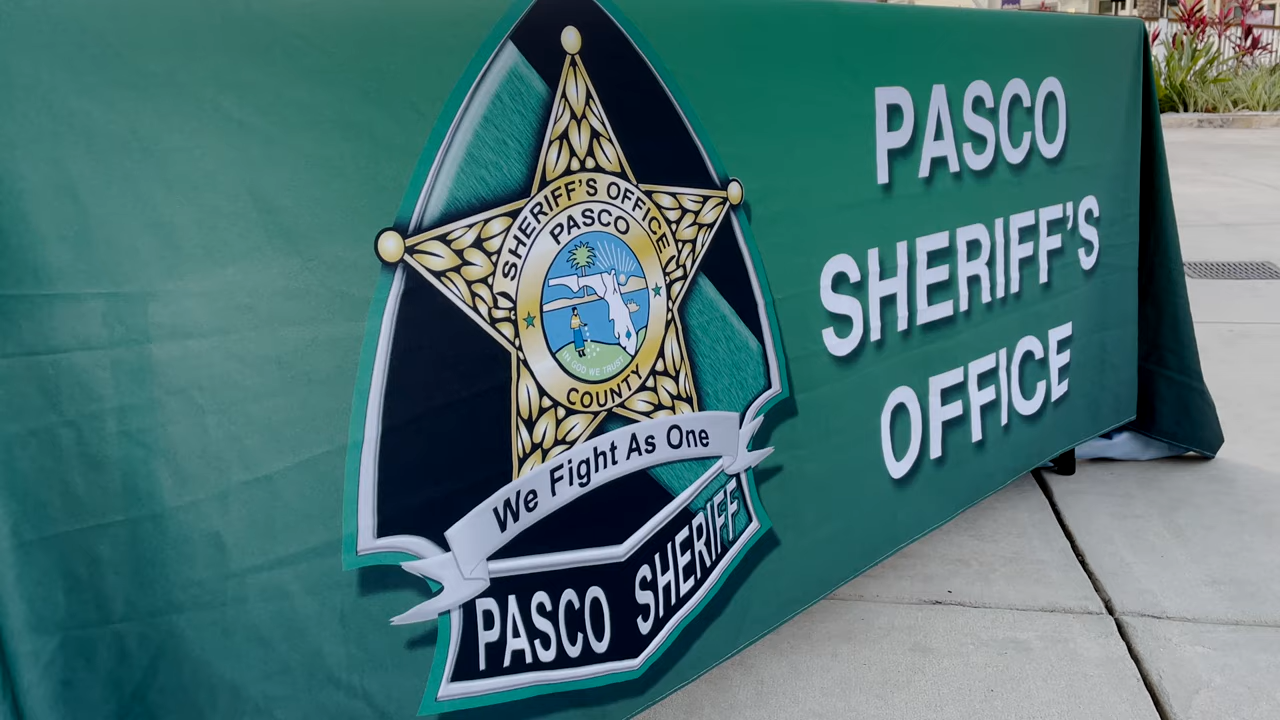 SHERIFF'S OFFICE
PASCO
IN GOD WE TRUST
COUNTY
We Fight As One
PASCO SHERIFF
PASCO
SHERIFF'S
OFFICE